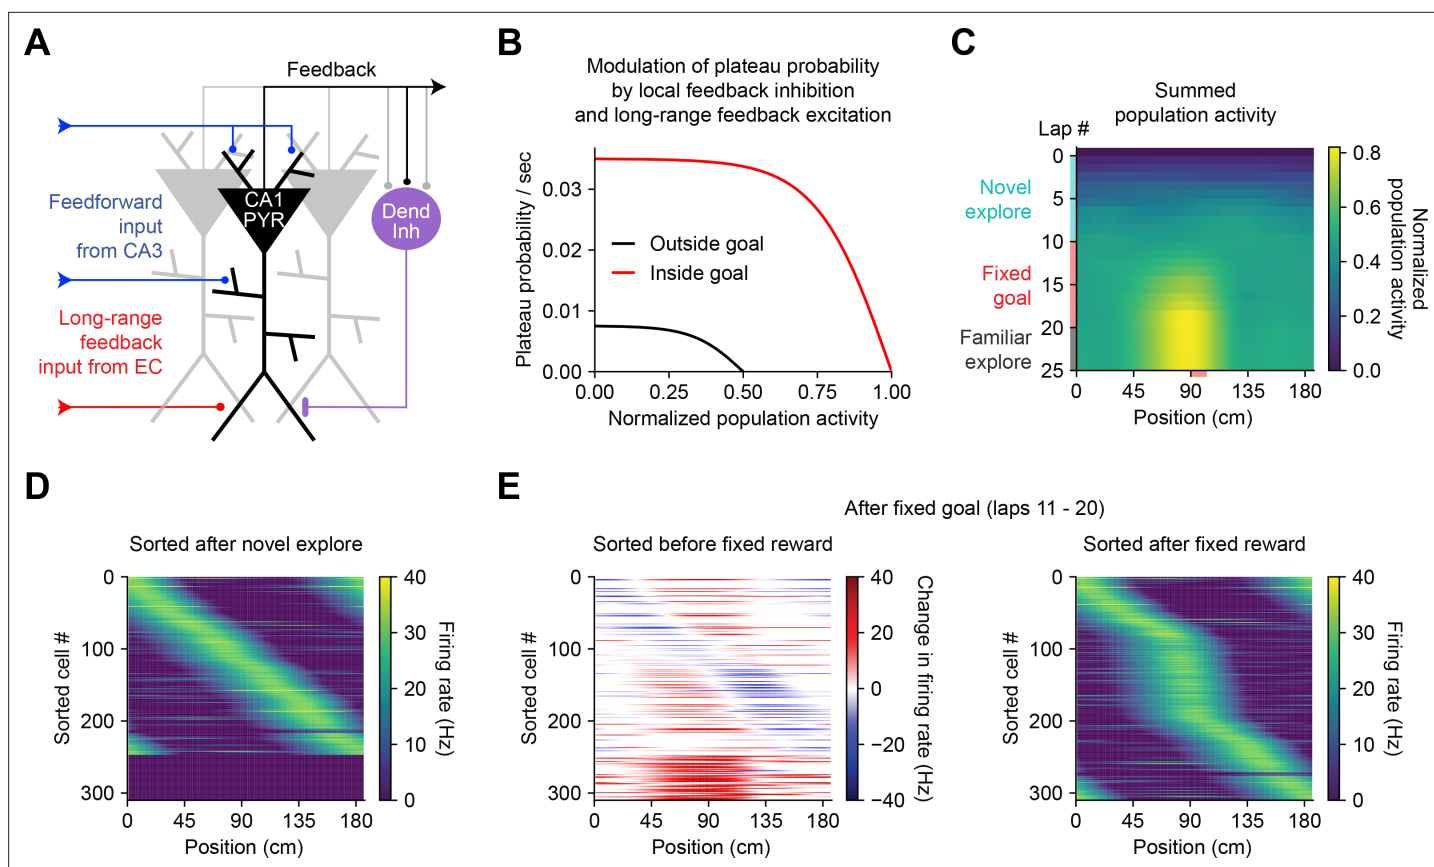 A
Feedback
Feedforward
input
from CA3
Long-range
feedback
input from EC
CA1
PYR
Dend
Inh
B
Modulation of plateau probability
by local feedback inhibition
and long-range feedback excitation
Plateau probability / sec
0.03
0.02
0.01
0.00
Outside goal
Inside goal
0.00 0.25 0.50 0.75 1.00
Normalized population activity
C
Summed
population activity
Lap #
0
5
10
15
20
25
Novel
explore
Fixed
goal
Familiar
explore
0 45 90 135 180
Position (cm)
0.8
0.6
0.4
0.2
0.0
Normalized
population activity
D
Sorted after novel explore
Sorted cell #
0
100
200
300
0 45 90 135 180
Position (cm)
40
30
20
10
0
Firing rate (Hz)
E
After fixed goal (laps 11 - 20)
Sorted before fixed reward
Sorted cell #
0
100
200
300
0 45 90 135 180
Position (cm)
40
20
0
−20
−40
Change in firing rate (Hz)
Sorted after fixed reward
Sorted cell #
0
100
200
300
0 45 90 135 180
Position (cm)
40
30
20
10
0
Firing rate (Hz)